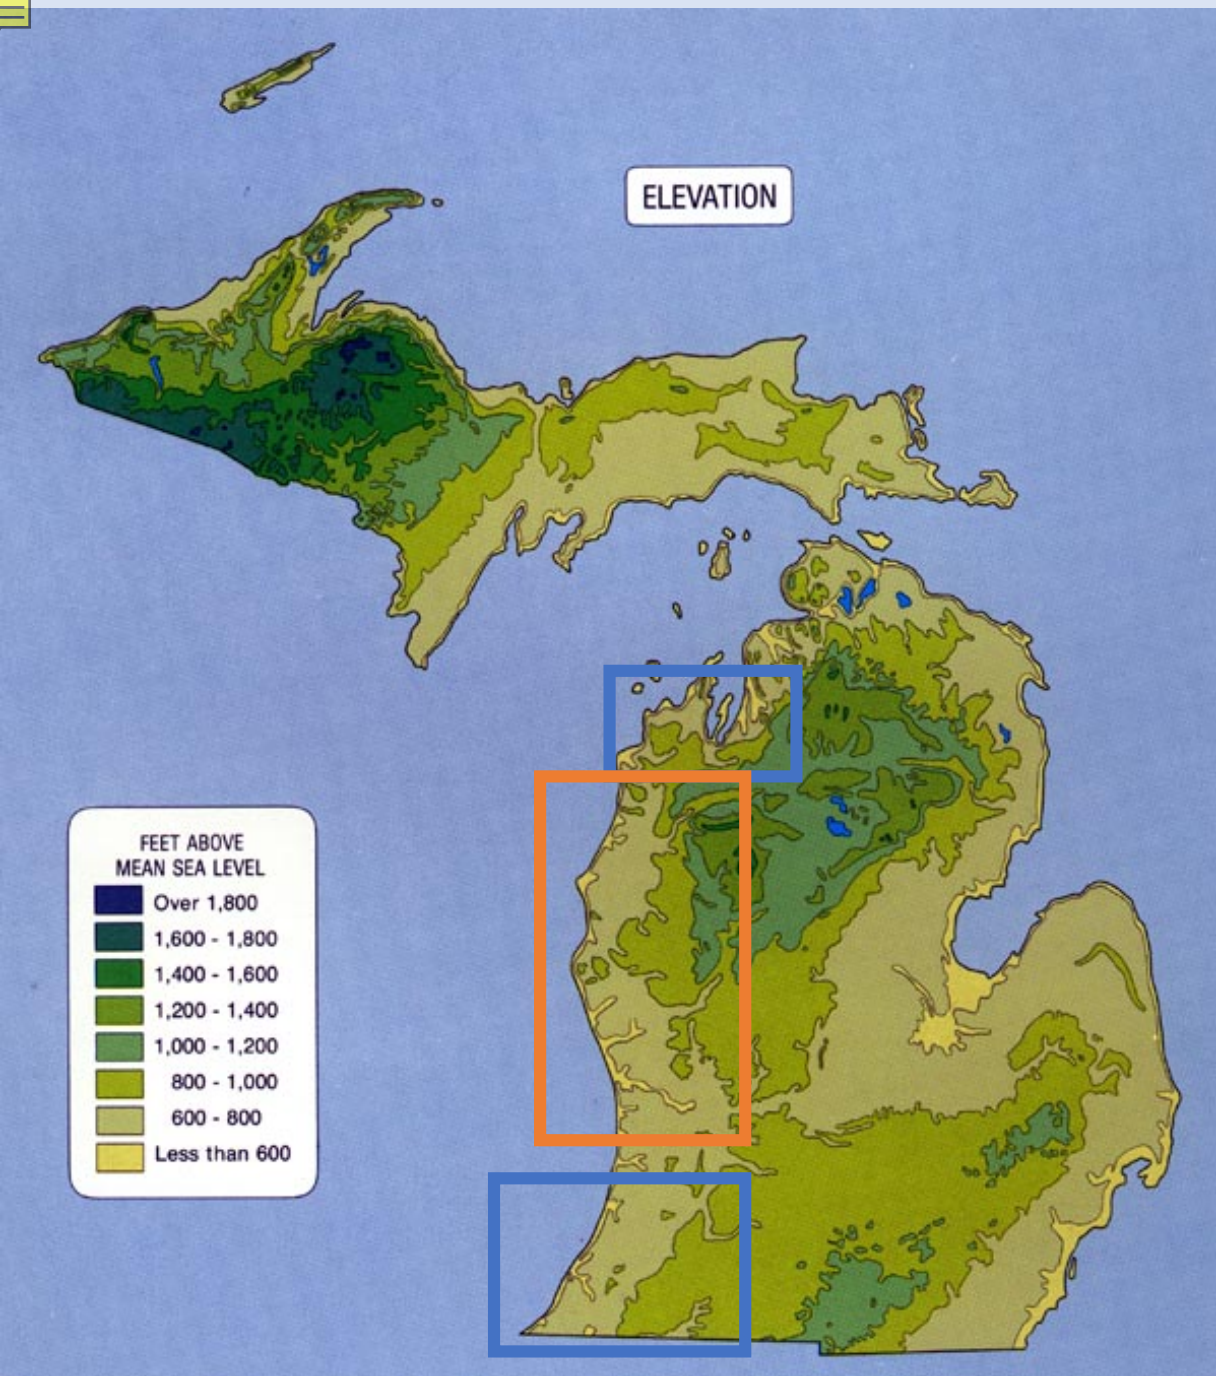 ELEVATION
FEET ABOVE
MEAN SEA LEVEL
Over 1,800
1,600 - 1,800
1,400 - 1,600
1,200 - 1,400
1,000 - 1,200
800 - 1,000
600 - 800
Less than 600